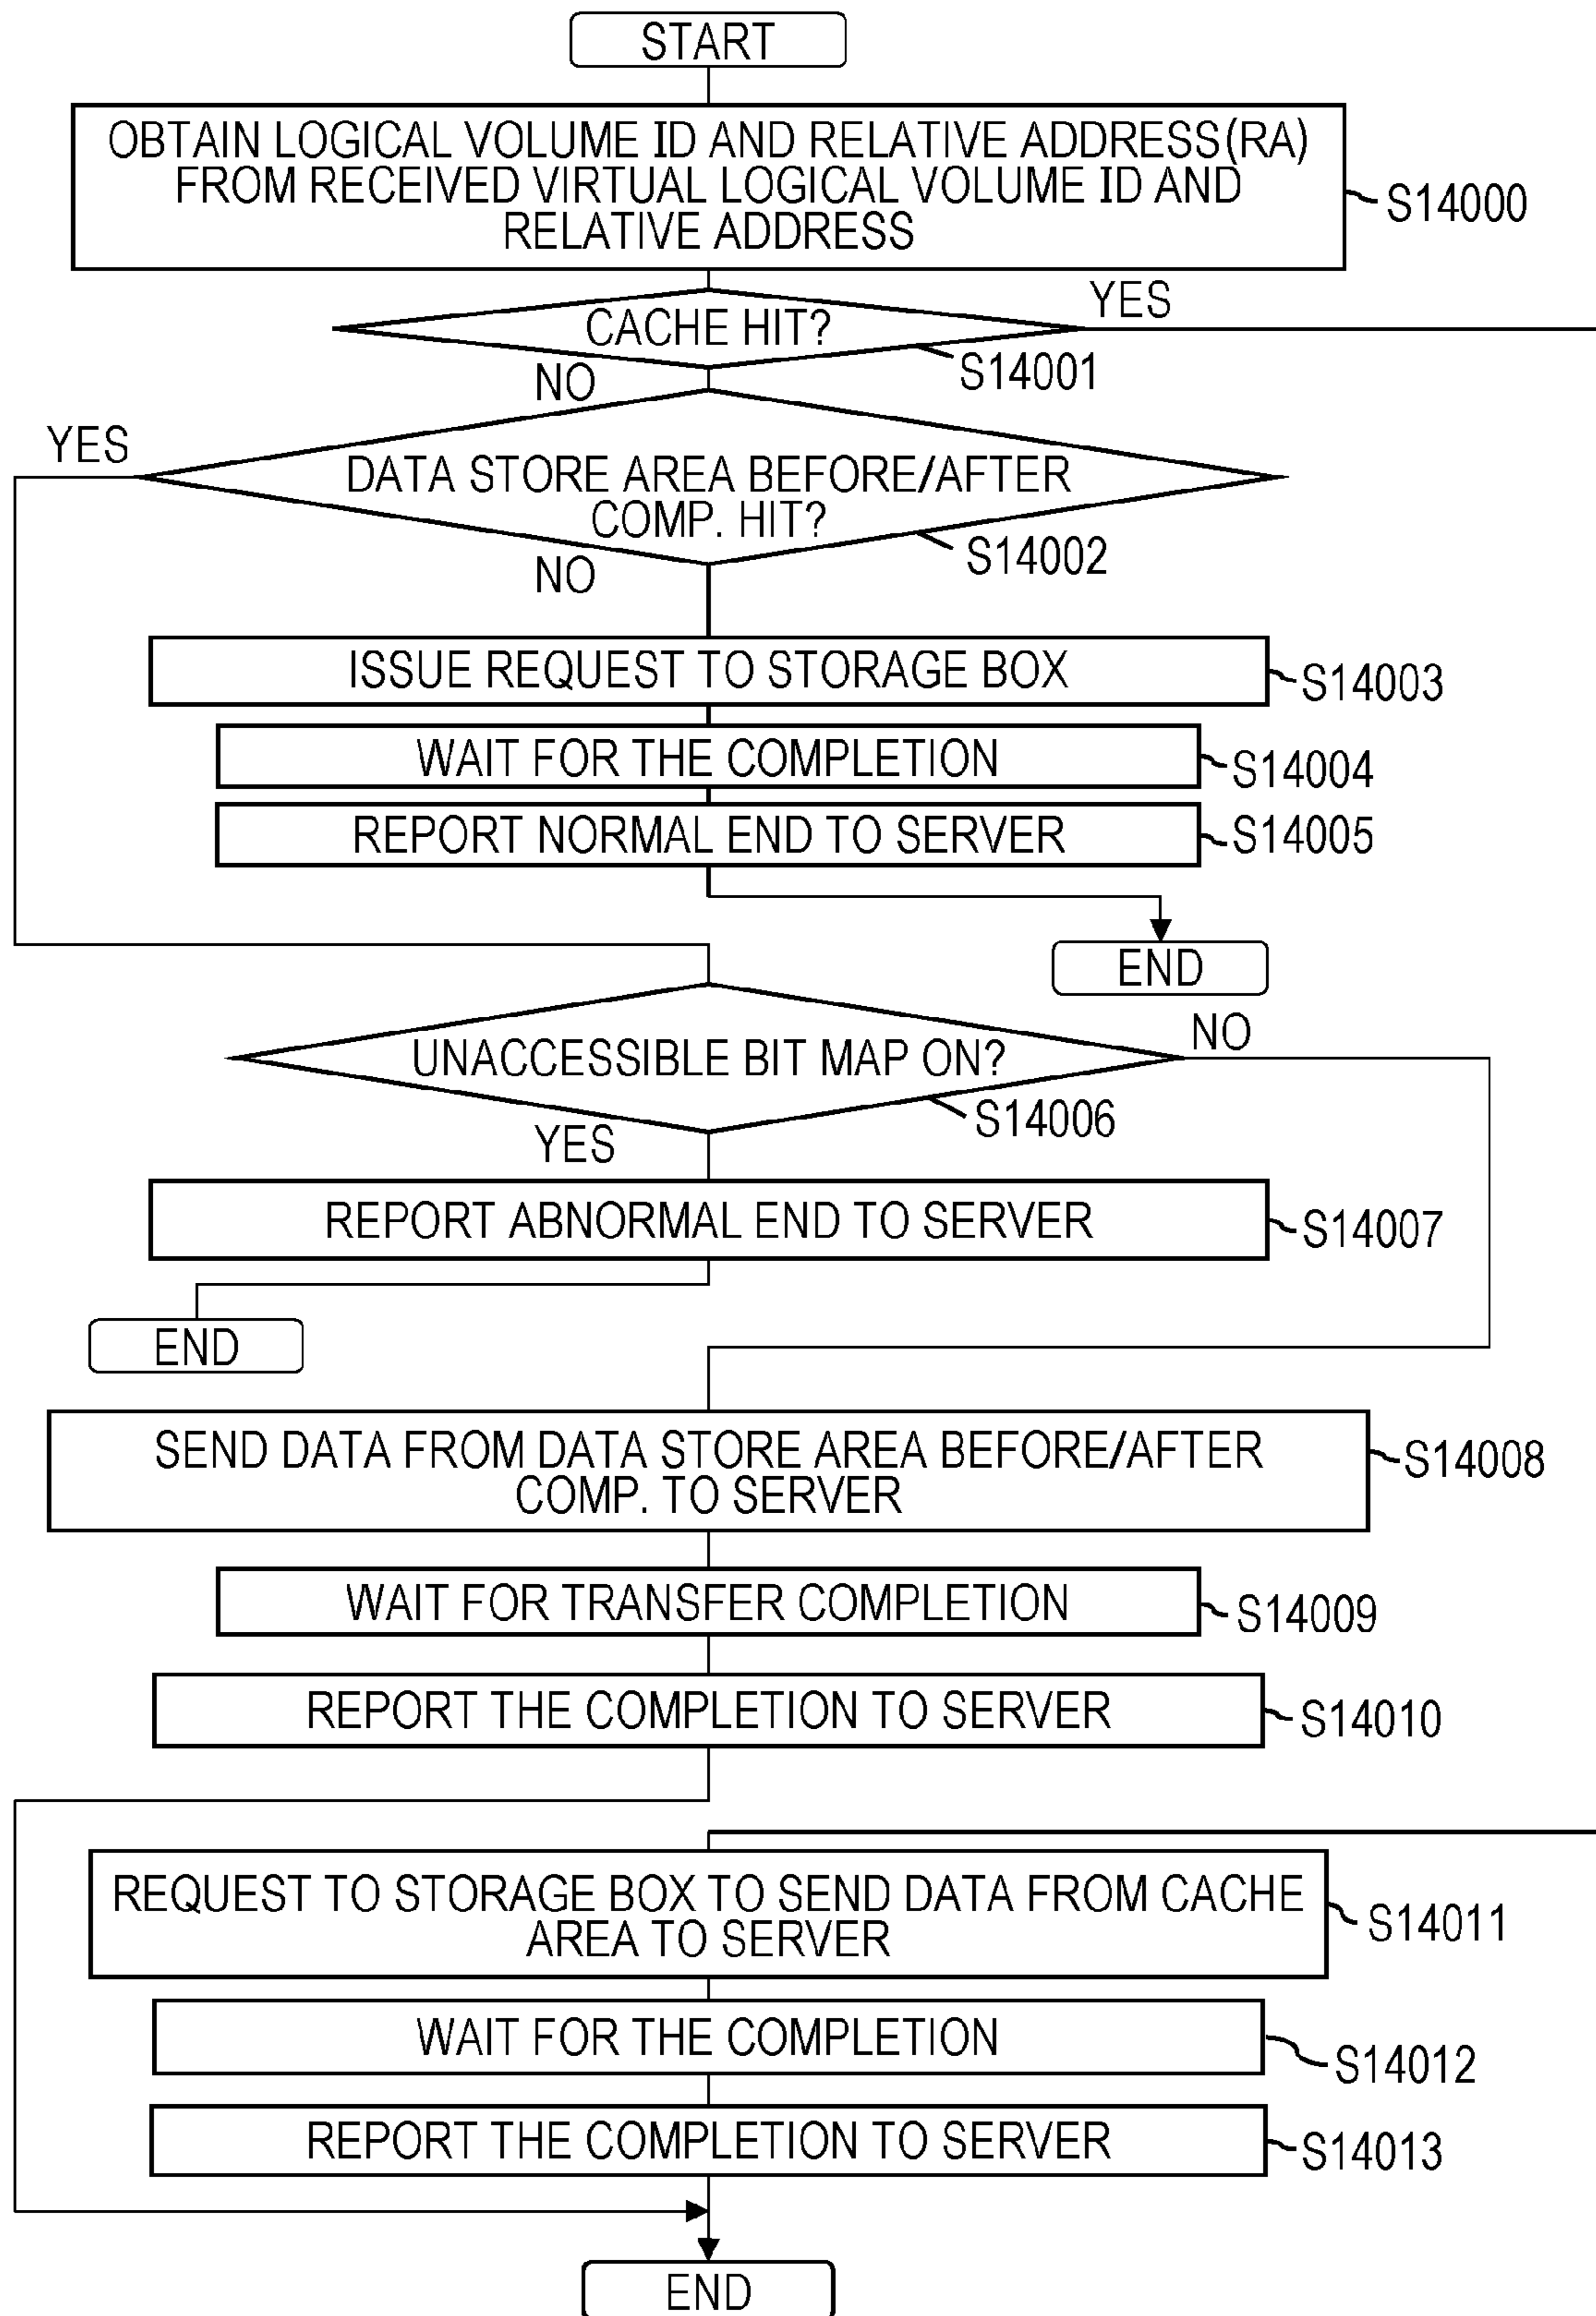 START
OBTAIN LOGICAL VOLUME ID AND RELATIVE ADDRESS(RA)
FROM RECEIVED VIRTUAL LOGICAL VOLUME ID AND
RELATIVE ADDRESS
S14000
YES
CACHE HIT?
S14001
NO
YES
DATA STORE AREA BEFORE/AFTER
COMP. HIT?
S14002
NO
ISSUE REQUEST TO STORAGE BOX
S14003
WAIT FOR THE COMPLETION
S14004
REPORT NORMAL END TO SERVER
S14005
END
NO
UNACCESSIBLE BIT MAP ON?
S14006
YES
REPORT ABNORMAL END TO SERVER
S14007
END
SEND DATA FROM DATA STORE AREA BEFORE/AFTER
COMP. TO SERVER
S14008
WAIT FOR TRANSFER COMPLETION
S14009
REPORT THE COMPLETION TO SERVER
S14010
REQUEST TO STORAGE BOX TO SEND DATA FROM CACHE
AREA TO SERVER
S14011
WAIT FOR THE COMPLETION
S14012
REPORT THE COMPLETION TO SERVER
S14013
END